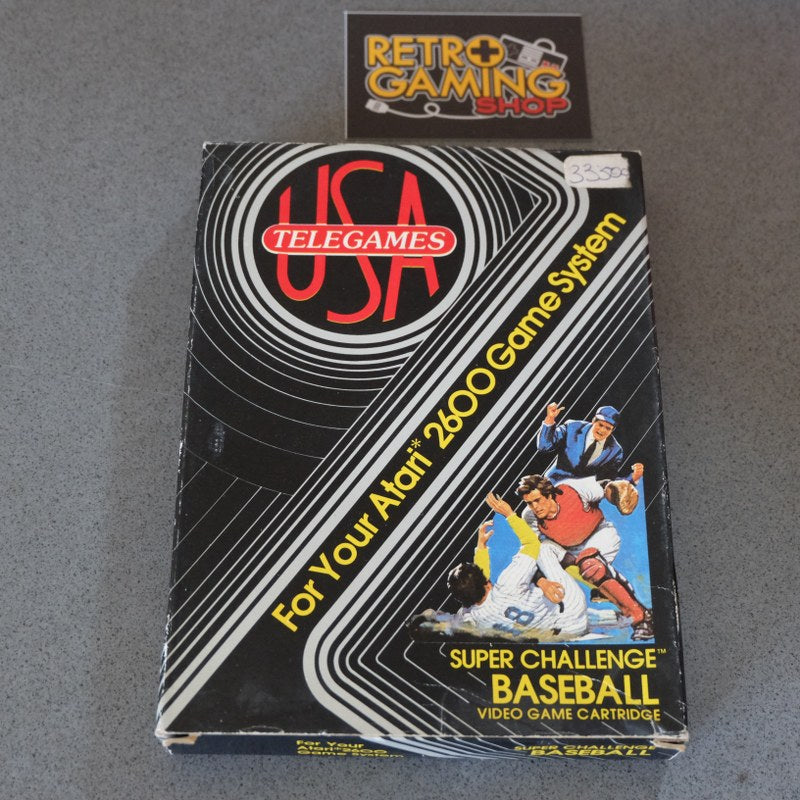 RETRO
GAMING
SHOP
USA
TELEGAMES
For Your Atari* 2600 Game System
18
SUPER CHALLENGE™
BASEBALL
VIDEO GAME CARTRIDGE
For Your
Atari*2600
Game System
SUPER CHALLENGE
BASEBALL